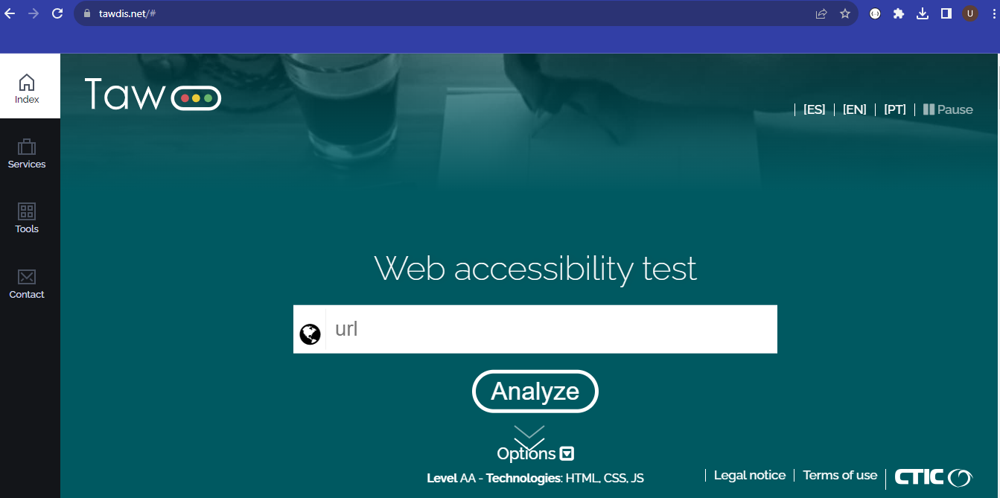 tawdis.net/#
U
Index
Taw
[ES] [EN] [PT] Pause
Services
Tools
Contact
Web accessibility test
url
Analyze
Options
Level AA - Technologies: HTML, CSS, JS
Legal notice Terms of use CTIC